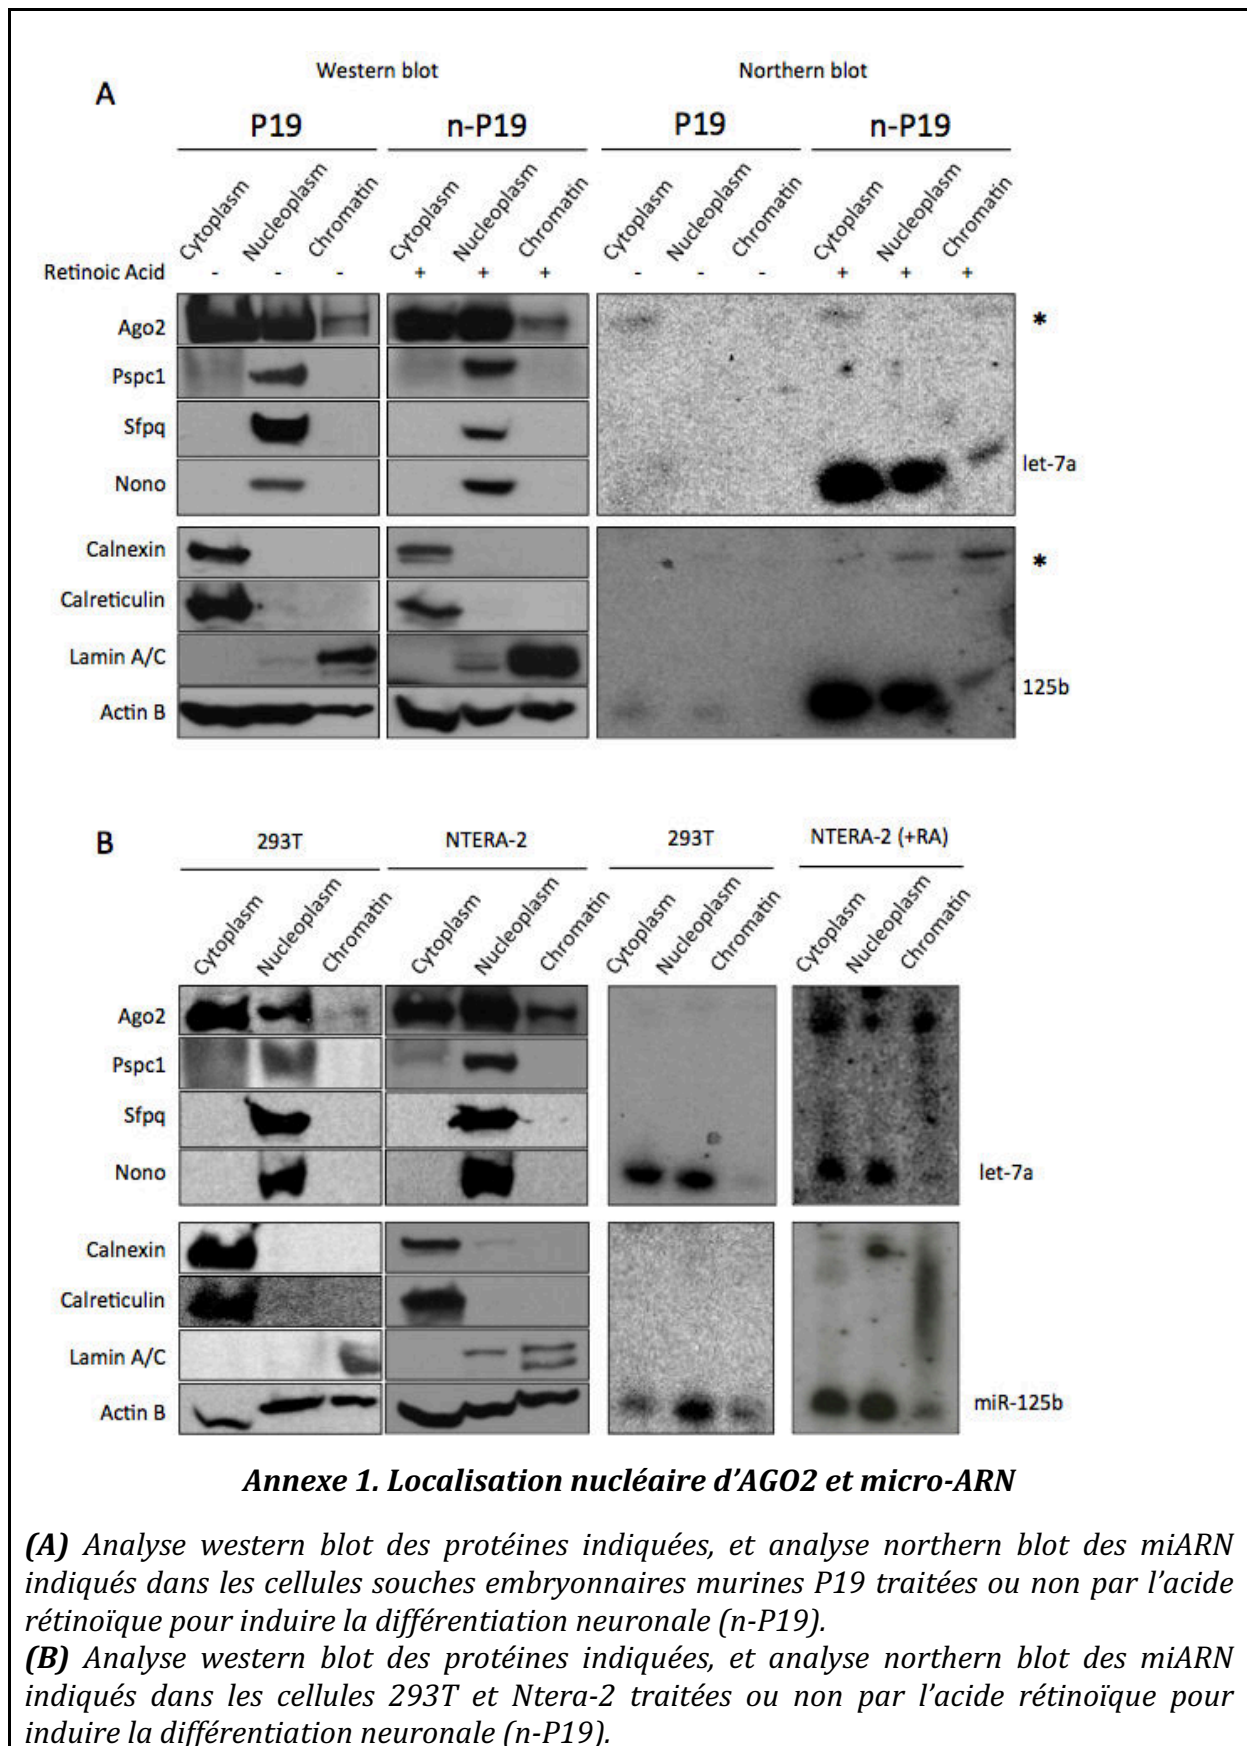 Western blot Northern blot
A
P19 n-P19 P19 n-P19
Cytoplasm Nucleoplasm Chromatin Cytoplasm Nucleoplasm Chromatin Cytoplasm Nucleoplasm Chromatin Cytoplasm Nucleoplasm Chromatin
Retinoic Acid - - - + + + - - - + + +
Ago2 *
Pspc1
Sfpq
Nono let-7a
Calnexin *
Calreticulin
Lamin A/C
125b
Actin B
B 293T NTERA-2 293T NTERA-2 (+RA)
Cytoplasm Nucleoplasm Chromatin Cytoplasm Nucleoplasm Chromatin Cytoplasm Nucleoplasm Chromatin Cytoplasm Nucleoplasm Chromatin
Ago2
Pspc1
Sfpq
Nono let-7a
Calnexin
Calreticulin
Lamin A/C
Actin B miR-125b
Annexe 1. Localisation nucléaire d'AGO2 et micro-ARN
(A) Analyse western blot des protéines indiquées, et analyse northern blot des miARN
indiqués dans les cellules souches embryonnaires murines P19 traitées ou non par l'acide
rétinoïque pour induire la différentiation neuronale (n-P19).
(B) Analyse western blot des protéines indiquées, et analyse northern blot des miARN
indiqués dans les cellules 293T et Ntera-2 traitées ou non par l'acide rétinoïque pour
induire la différentiation neuronale (n-P19).